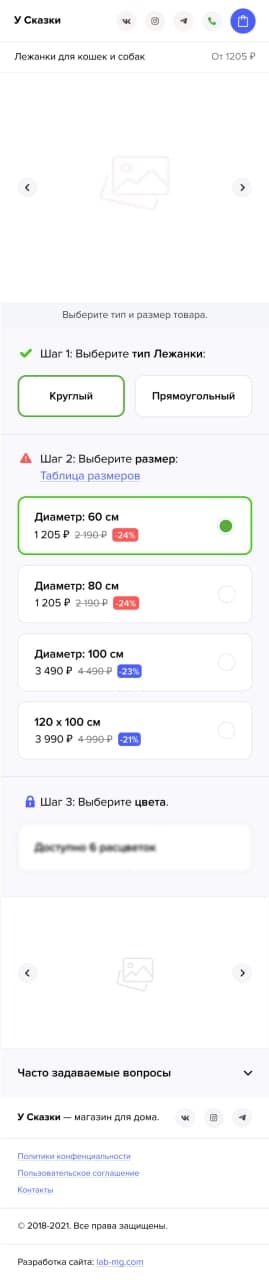 У Сказки
Лежанки для кошек и собак
От 1205 ₽
Выберите тип и размер товара.
Шаг 1: Выберите тип Лежанки:
Круглый
Прямоугольный
Шаг 2: Выберите размер:
Таблица размеров
Диаметр: 60 см
1 205 ₽ 2 190 ₽ -24%
Диаметр: 80 см
1 205 ₽ 2 190 ₽ -24%
Диаметр: 100 см
3 490 ₽ 4 490 ₽ -23%
120 x 100 см
3 990 ₽ 4 990 ₽ -21%
Шаг 3: Выберите цвета.
Доступно 6 расцветок
Часто задаваемые вопросы
У Сказки — магазин для дома.
Политики конфенциальности
Пользовательское соглашение
Контакты
© 2018-2021. Все права защищены.
Разработка сайта: lab-mg.com